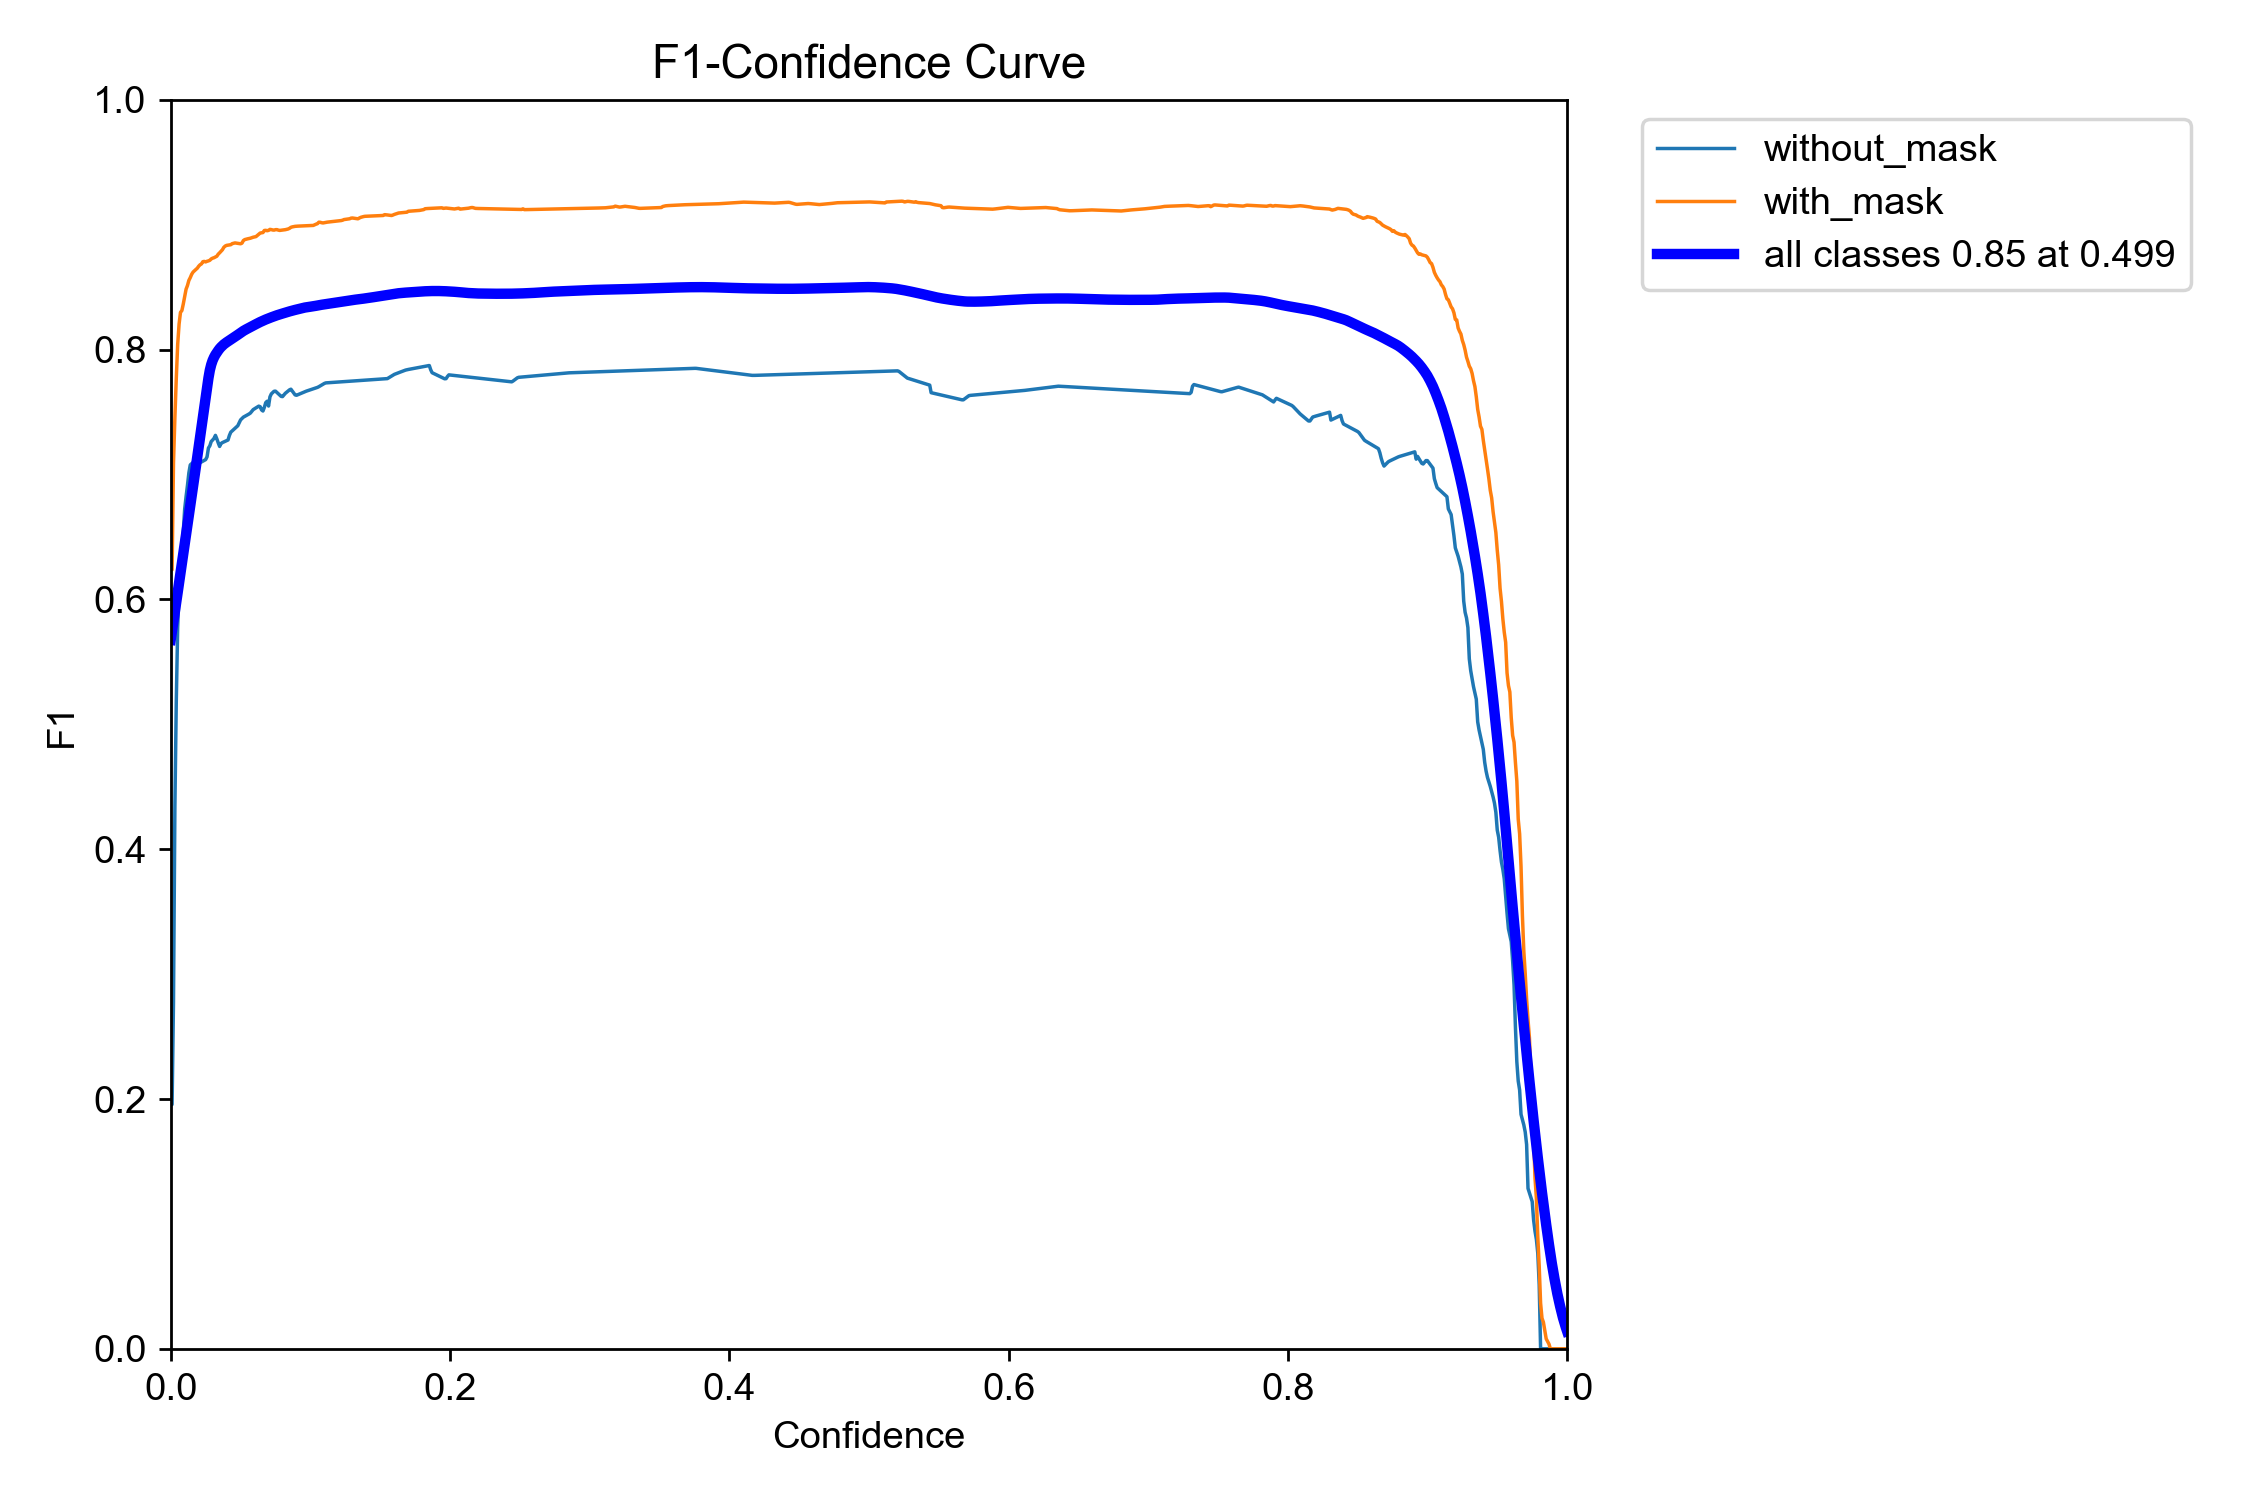 F1-Confidence Curve
1.0
0.8
0.6
0.4
0.2
0.0
F1
0.0 0.2 0.4 0.6 0.8 1.0
Confidence
without_mask
with_mask
all classes 0.85 at 0.499